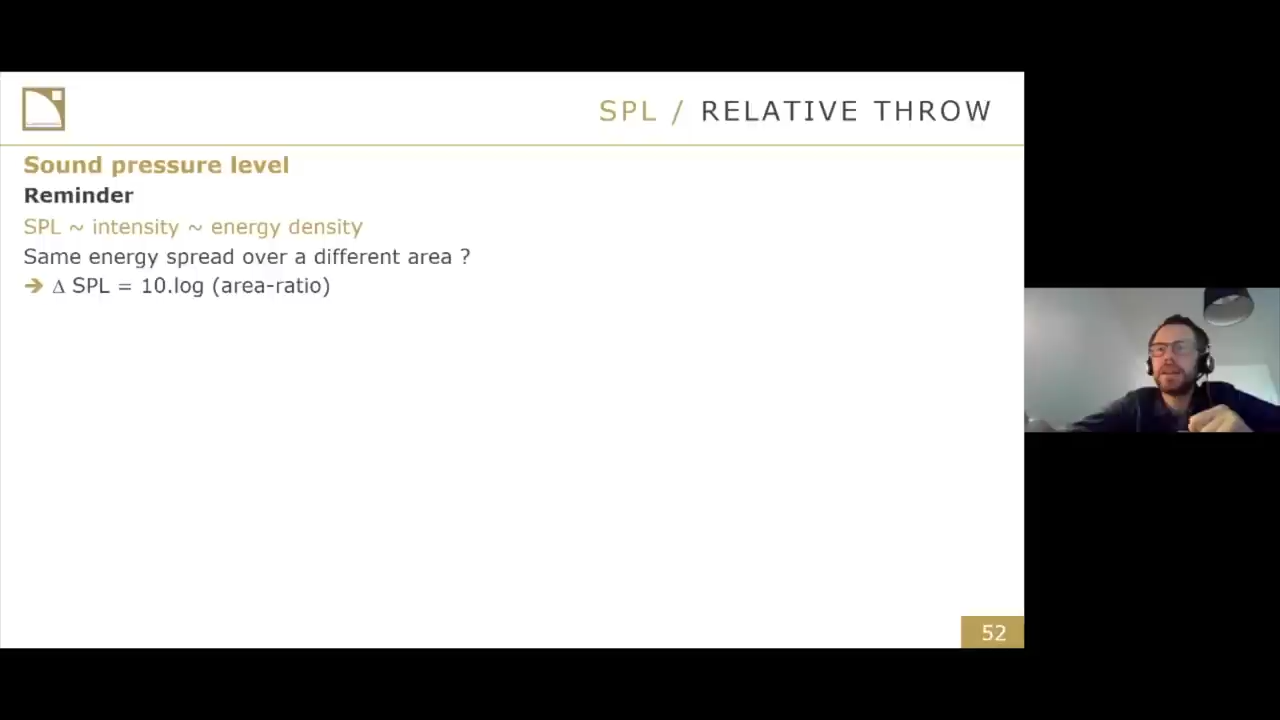 SPL / RELATIVE THROW
Sound pressure level
Reminder
SPL ~ intensity ~ energy density
Same energy spread over a different area ?
➔ Δ SPL = 10.log (area-ratio)
52